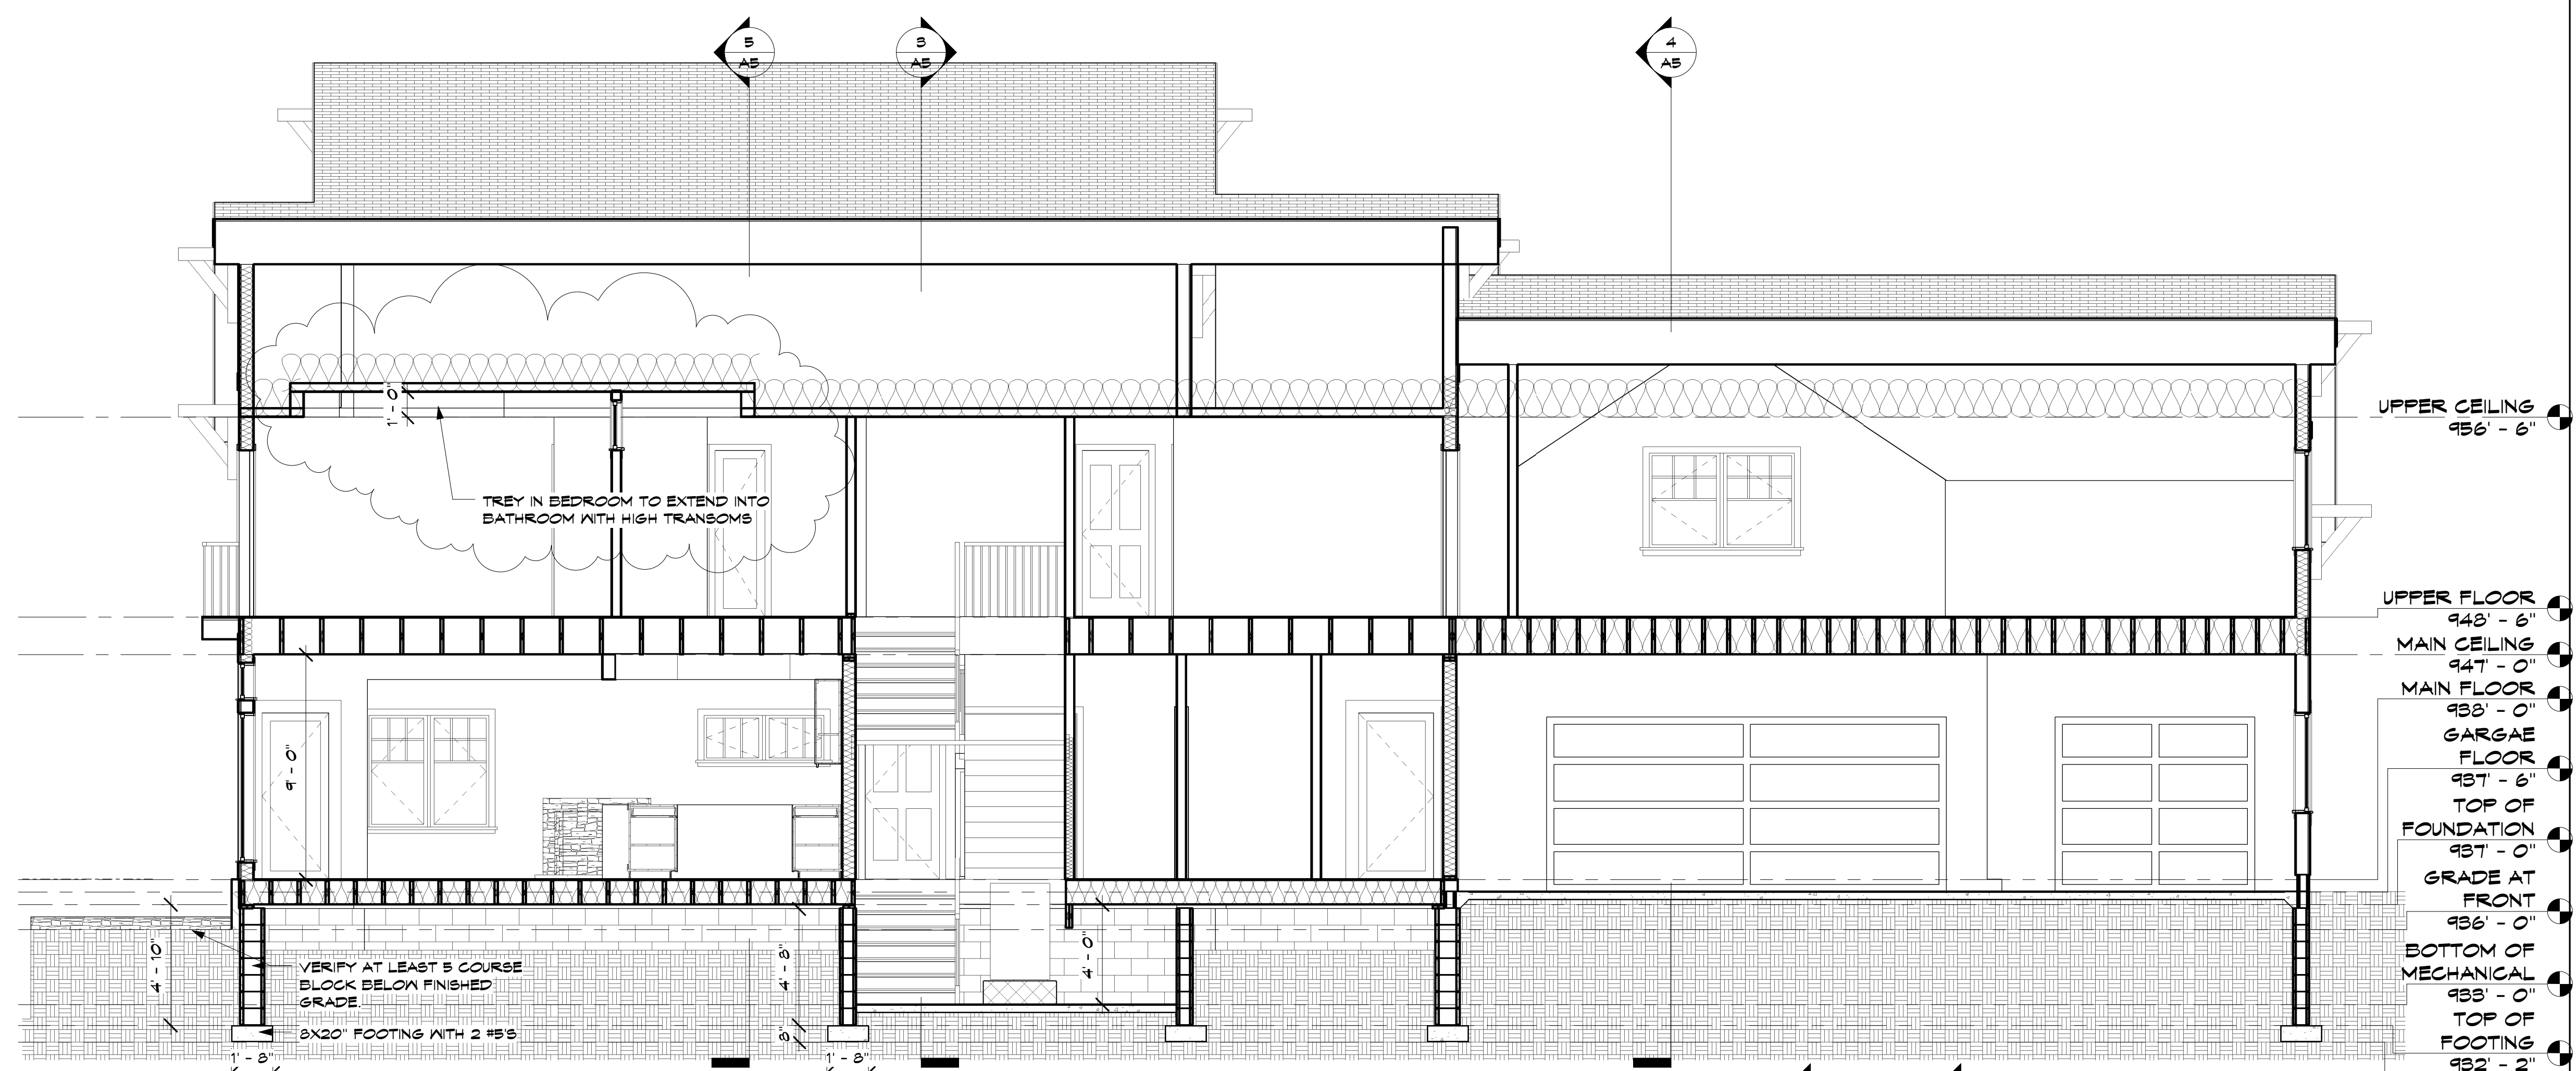 5
A5
3
A5
4
A5
1' - 0"
TREY IN BEDROOM TO EXTEND INTO
BATHROOM WITH HIGH TRANSOMS
9' - 0"
4' - 10"
VERIFY AT LEAST 5 COURSE
BLOCK BELOW FINISHED
GRADE.
8X20" FOOTING WITH 2 #5'S
1' - 8"
4' - 8"
8"
1' - 8"
4' - 0"
UPPER CEILING
956' - 6"
UPPER FLOOR
948' - 6"
MAIN CEILING
947' - 0"
MAIN FLOOR
938' - 0"
GARGAE
FLOOR
937' - 6"
TOP OF
FOUNDATION
937' - 0"
GRADE AT
FRONT
936' - 0"
BOTTOM OF
MECHANICAL
933' - 0"
TOP OF
FOOTING
932' - 2"